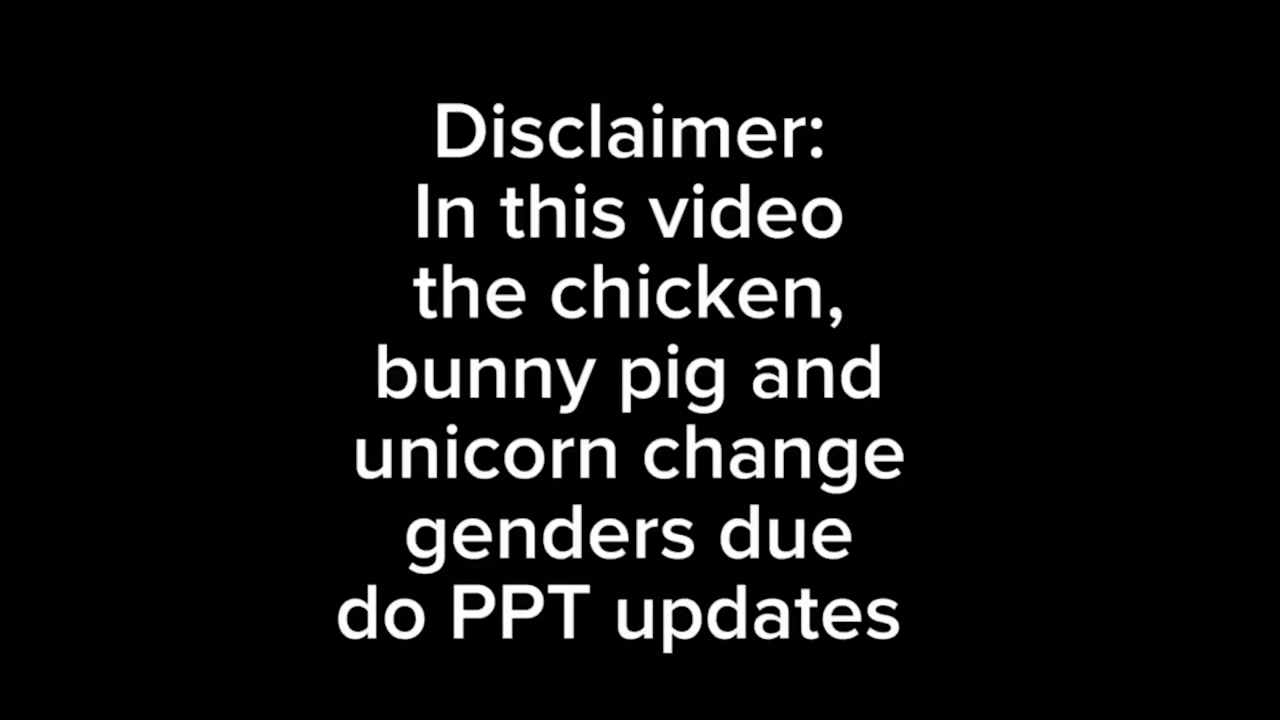 Disclaimer:
In this video
the chicken,
bunny pig and
unicorn change
genders due
do PPT updates